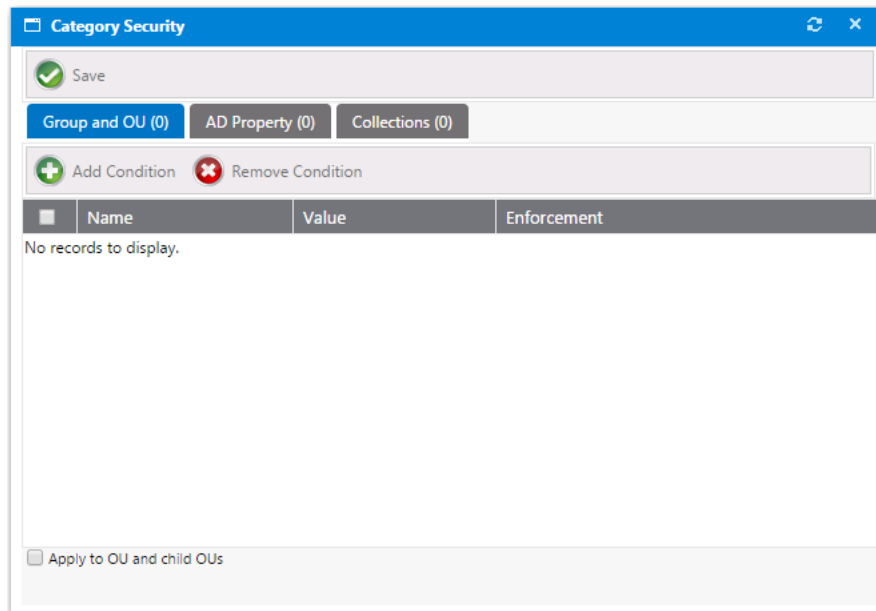 Category Security
Save
Group and OU (0) AD Property (0) Collections (0)
Add Condition Remove Condition
Name Value Enforcement
No records to display.
Apply to OU and child OUs